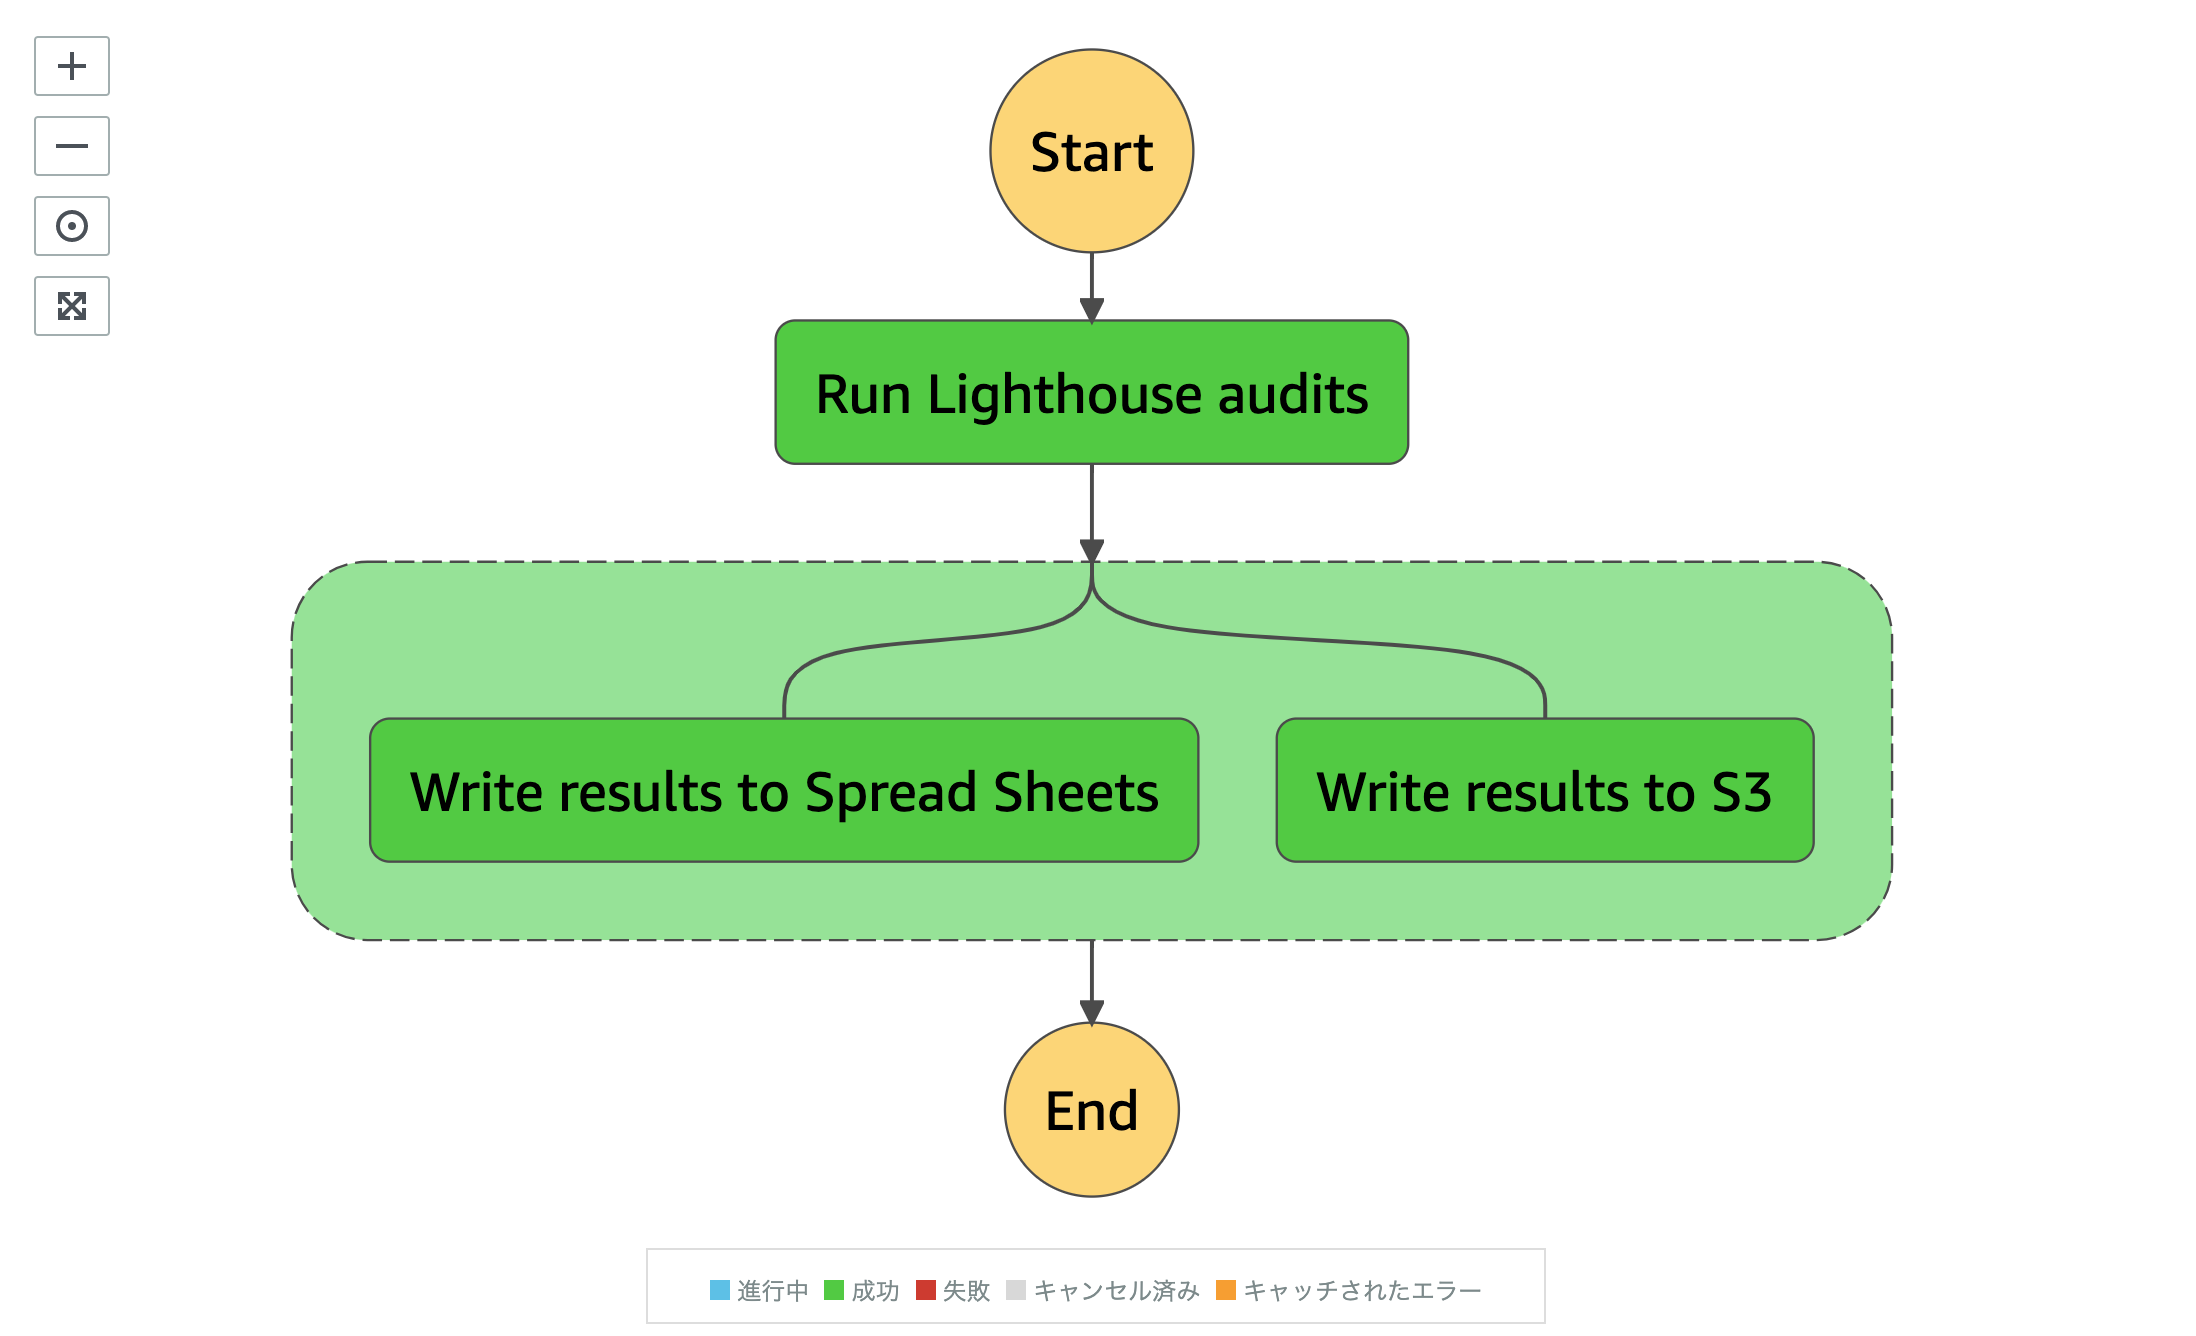 Start
Run Lighthouse audits
Write results to Spread Sheets
Write results to S3
End
進行中 成功 失敗 キャンセル済み キャッチされたエラー